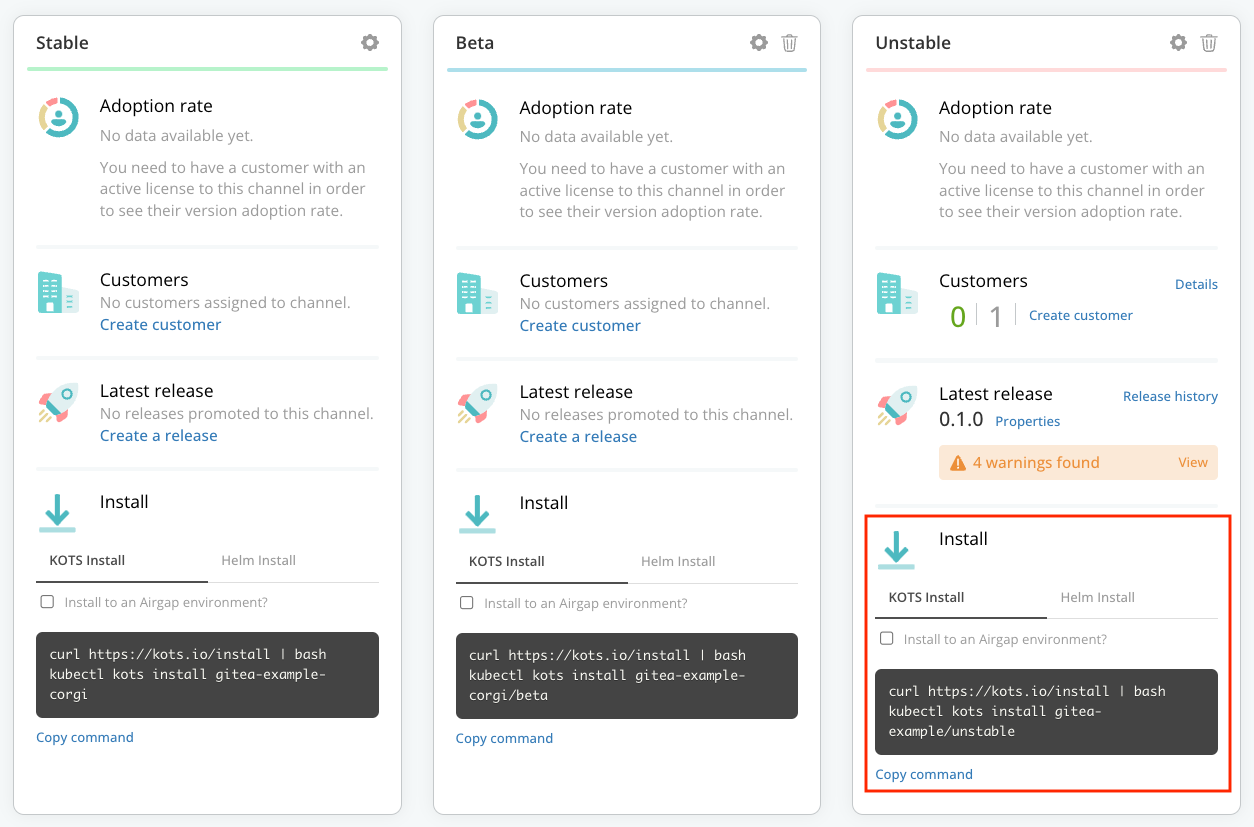 Stable
Adoption rate
No data available yet.
You need to have a customer with an
active license to this channel in order
to see their version adoption rate.
Customers
No customers assigned to channel.
Create customer
Latest release
No releases promoted to this channel.
Create a release
Install
KOTS Install
Helm Install
Install to an Airgap environment?
curl https://kots.io/install | bash
kubectl kots install gitea-example-
corgi
Copy command
Beta
Adoption rate
No data available yet.
You need to have a customer with an
active license to this channel in order
to see their version adoption rate.
Customers
No customers assigned to channel.
Create customer
Latest release
No releases promoted to this channel.
Create a release
Install
KOTS Install
Helm Install
Install to an Airgap environment?
curl https://kots.io/install | bash
kubectl kots install gitea-example-
corgi/beta
Copy command
Unstable
Adoption rate
No data available yet.
You need to have a customer with an
active license to this channel in order
to see their version adoption rate.
Customers
Details
0 1 Create customer
Latest release
Release history
0.1.0 Properties
4 warnings found
View
Install
KOTS Install
Helm Install
Install to an Airgap environment?
curl https://kots.io/install | bash
kubectl kots install gitea-
example/unstable
Copy command